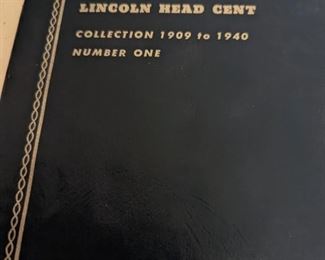 LINCOLN HEAD CENT
COLLECTION 1909 to 1940
NUMBER ONE